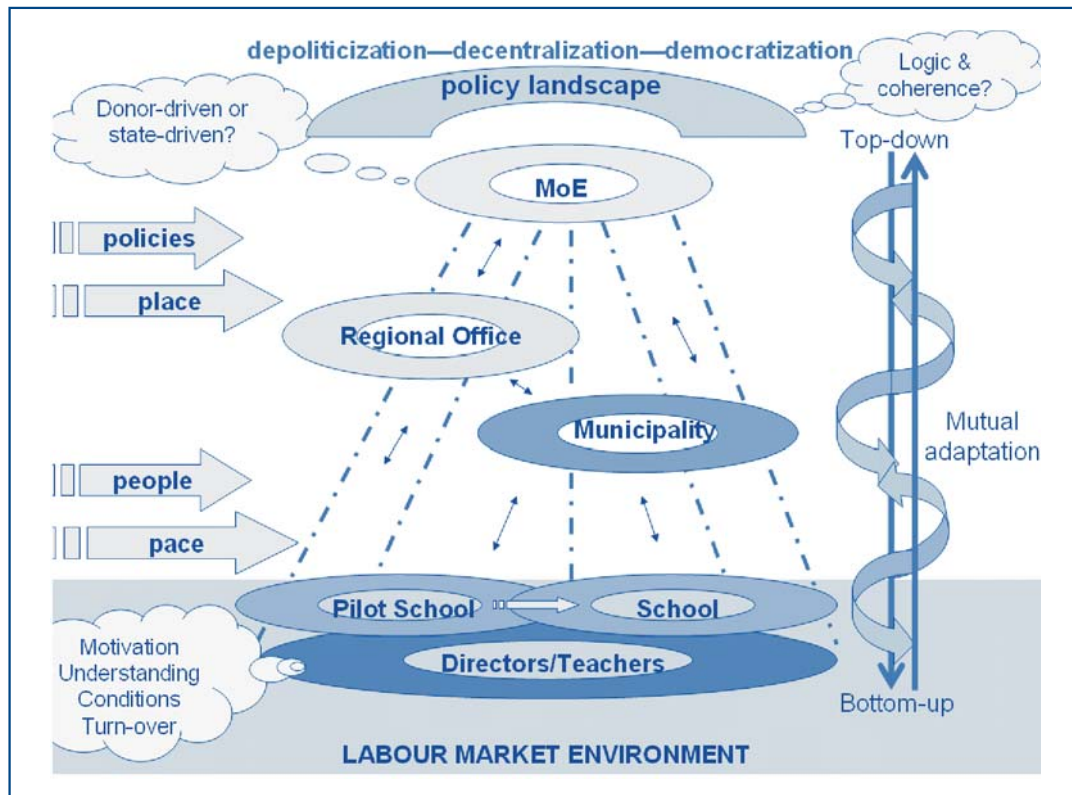 depoliticization—decentralization—democratization
policy landscape
Logic &
coherence?
Donor-driven or
state-driven?
Top-down
MoE
policies
place
Regional Office
Municipality
Mutual
adaptation
people
pace
Pilot School
School
Directors/Teachers
Motivation
Understanding
Conditions
Turn-over
Bottom-up
LABOUR MARKET ENVIRONMENT